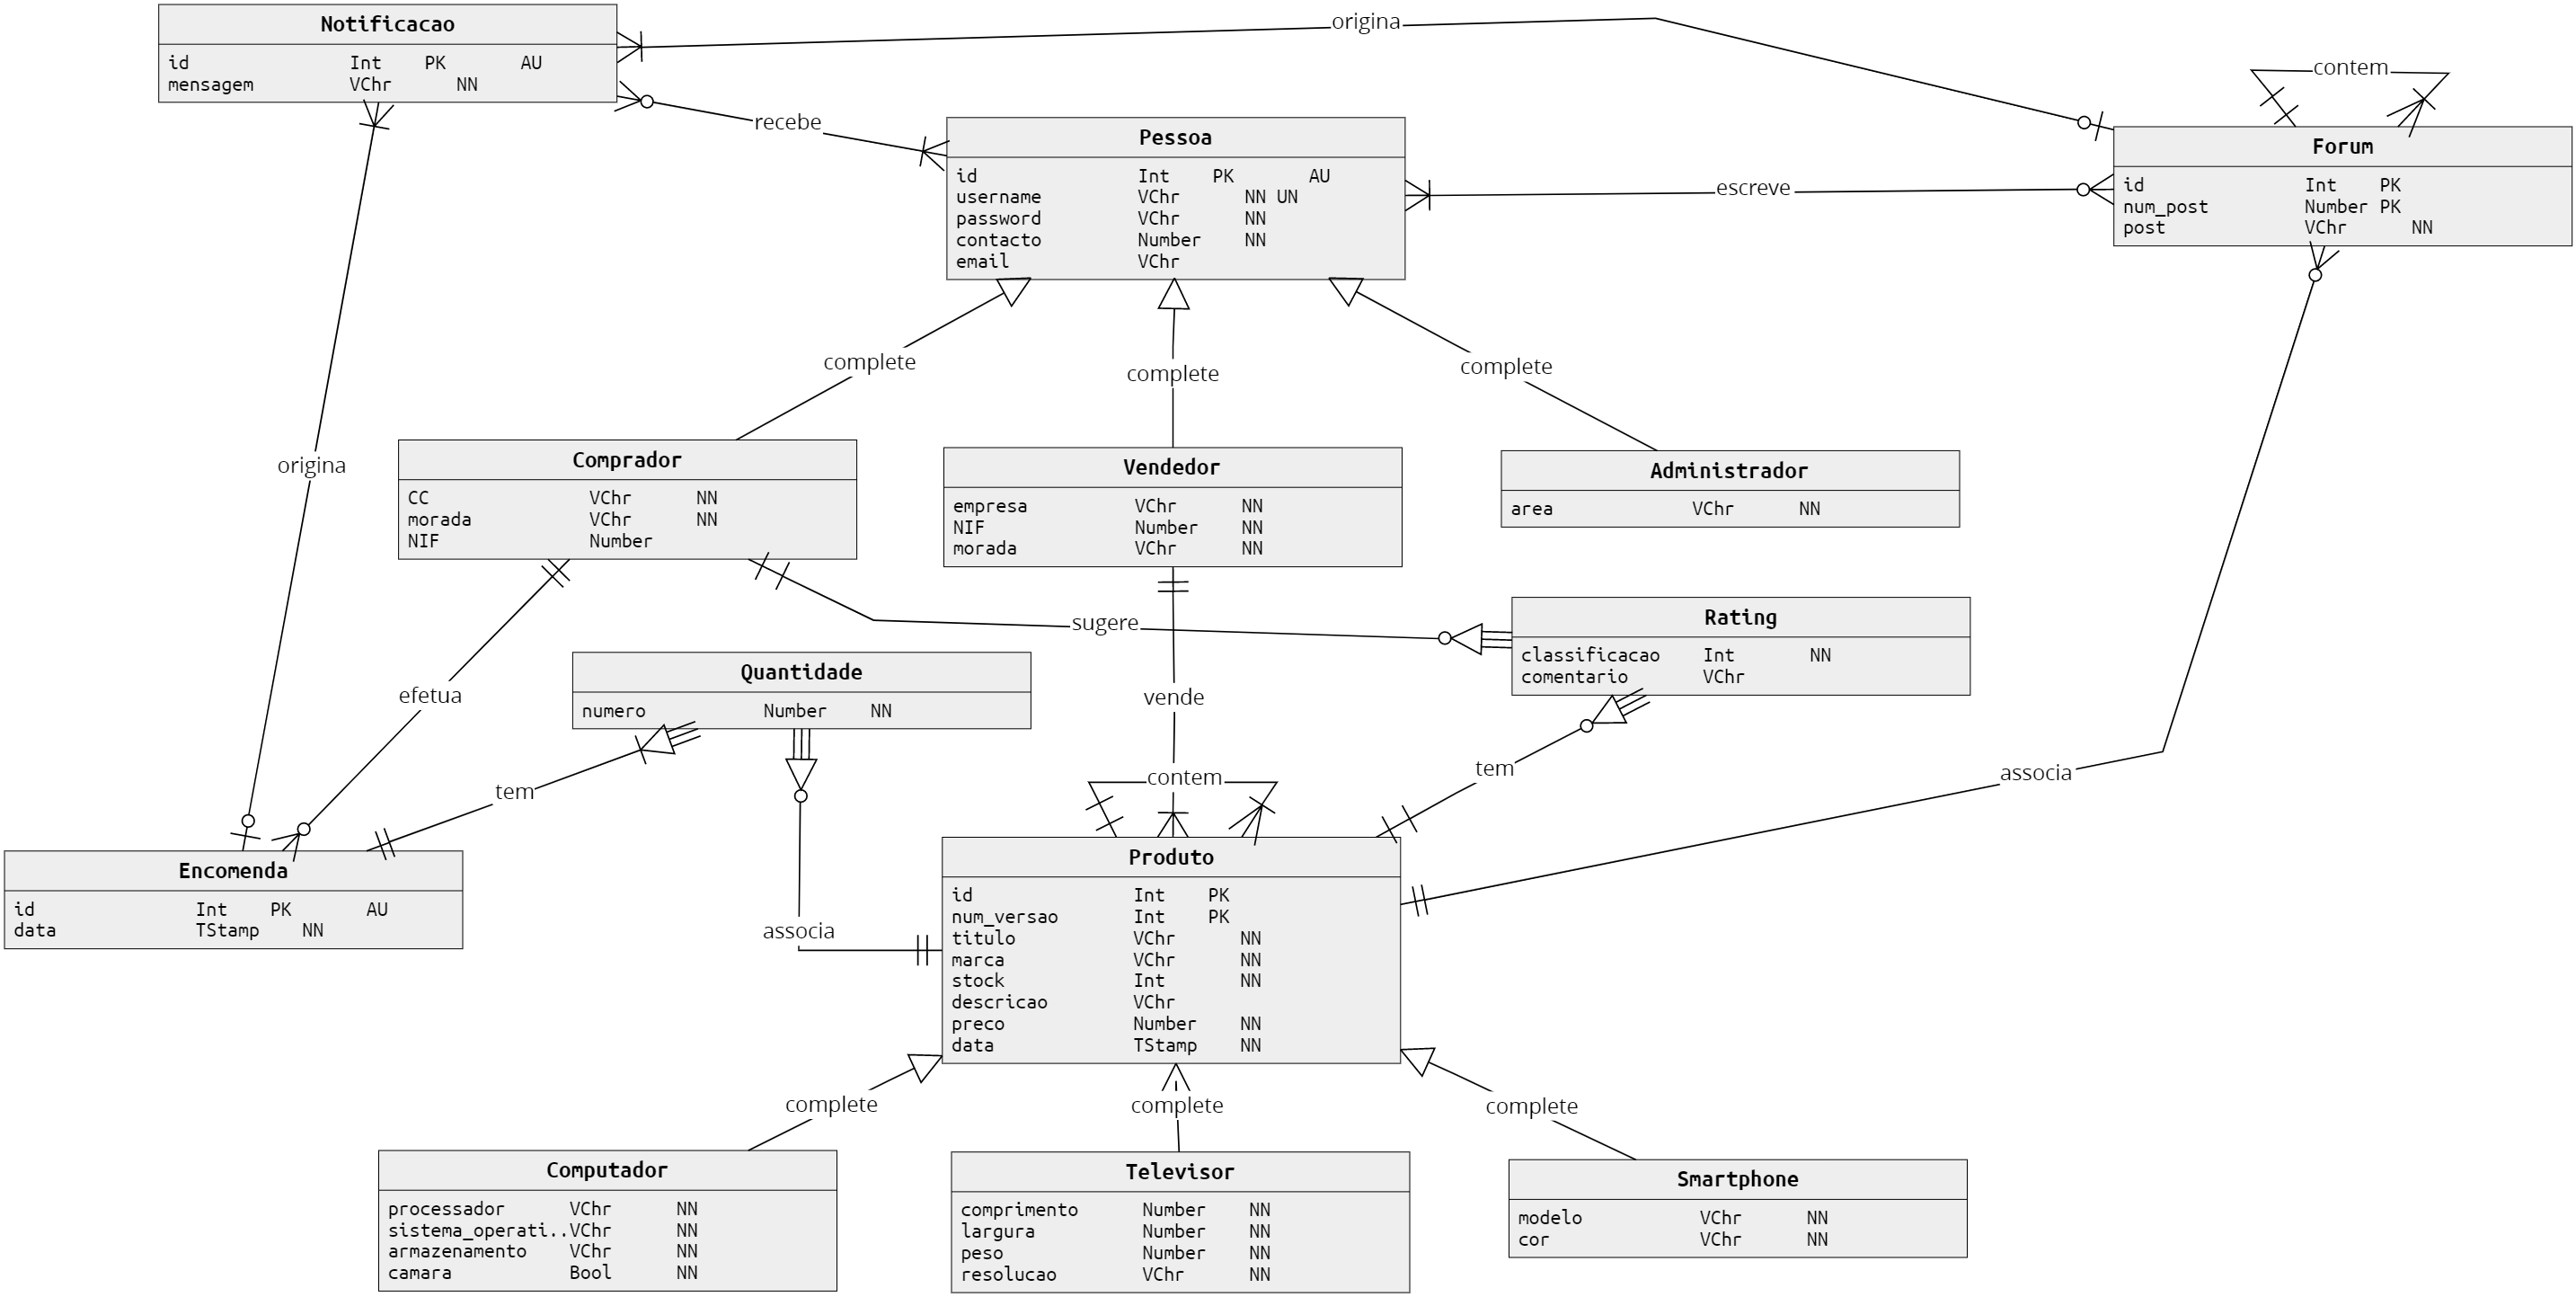 Notificacao
id Int PK AU
mensagem VChr NN
origina
contem
recebe
Pessoa
id Int PK AU
username VChr NN UN
password VChr NN
contacto Number NN
email VChr
escreve
Forum
id Int PK
num_post Number PK
post VChr NN
complete
complete
complete
origina
Comprador
CC VChr NN
morada VChr NN
NIF Number
Vendedor
empresa VChr NN
NIF Number NN
morada VChr NN
Administrador
area VChr NN
sugere
Rating
classificacao Int NN
comentario VChr
efetua
Quantidade
numero Number NN
vende
tem
contem
tem
associa
Encomenda
id Int PK AU
data TStamp NN
associa
Produto
id Int PK
num_versao Int PK
titulo VChr NN
marca VChr NN
stock Int NN
descricao VChr
preco Number NN
data TStamp NN
complete
complete
complete
Computador
processador VChr NN
sistema_operati..VChr NN
armazenamento VChr NN
camara Bool NN
Televisor
comprimento Number NN
largura Number NN
peso Number NN
resolucao VChr NN
Smartphone
modelo VChr NN
cor VChr NN